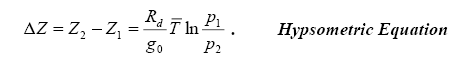 ΔZ = Z₂ − Z₁ = R_d/g₀ T̅ ln p₁/p₂ . Hypsometric Equation